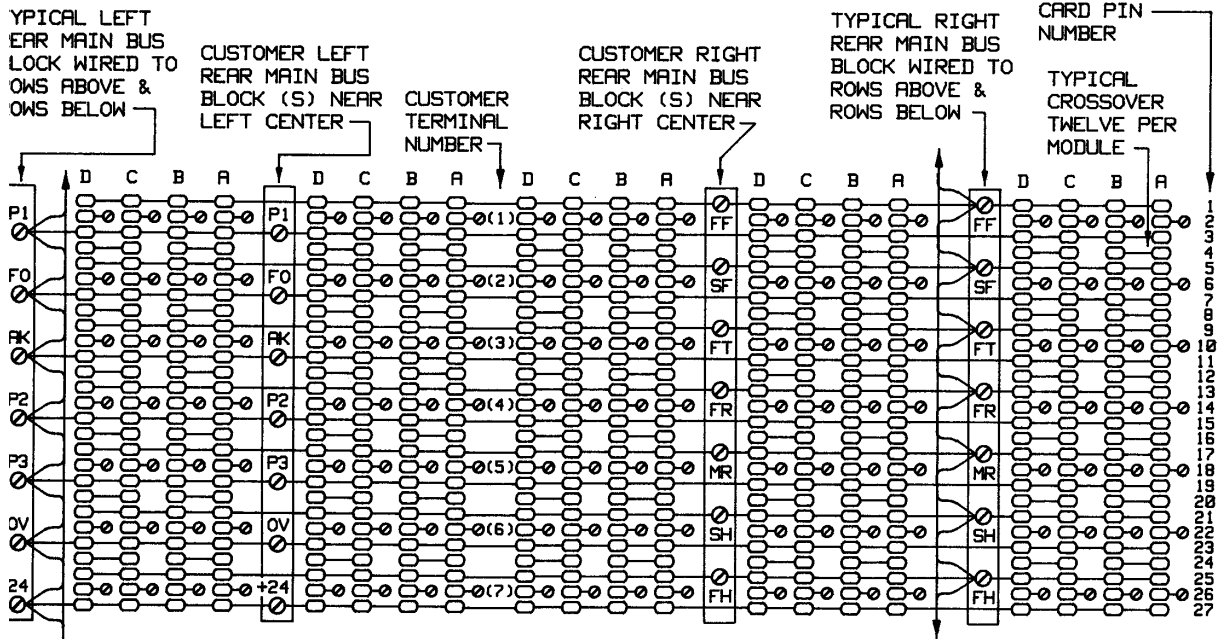 YPICAL LEFT
EAR MAIN BUS
LOCK WIRED TO
OWS ABOVE &
OWS BELOW
CUSTOMER LEFT
REAR MAIN BUS
BLOCK (S) NEAR
LEFT CENTER
CUSTOMER
TERMINAL
NUMBER
CUSTOMER RIGHT
REAR MAIN BUS
BLOCK (S) NEAR
RIGHT CENTER
TYPICAL RIGHT
REAR MAIN BUS
BLOCK WIRED TO
ROWS ABOVE &
ROWS BELOW
CARD PIN
NUMBER
TYPICAL
CROSSOVER
TWELVE PER
MODULE
D C B A D C B A D C B A D C B A D C B A
1
P1 P1 (1) FF FF 2
3
4
5
FO FO (2) SF SF 6
7
8
9
AK AK (3) FT FT 10
11
12
13
P2 P2 (4) FR FR 14
15
16
17
P3 P3 (5) MR MR 18
19
20
21
OV OV (6) SH SH 22
23
24
25
24 +24 (7) FH FH 26
27